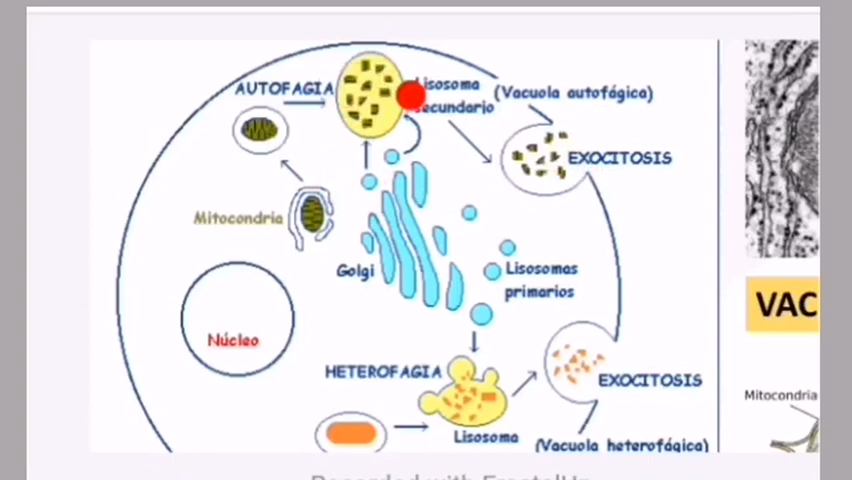 AUTOFAGIA
Lisosoma
secundario
(Vacuola autofágica)
EXOCITOSIS
Mitocondria
Golgi
Lisosomas
primarios
Núcleo
HETEROFAGIA
EXOCITOSIS
Lisosoma
(Vacuola heterofágica)
VAC
Mitocondria